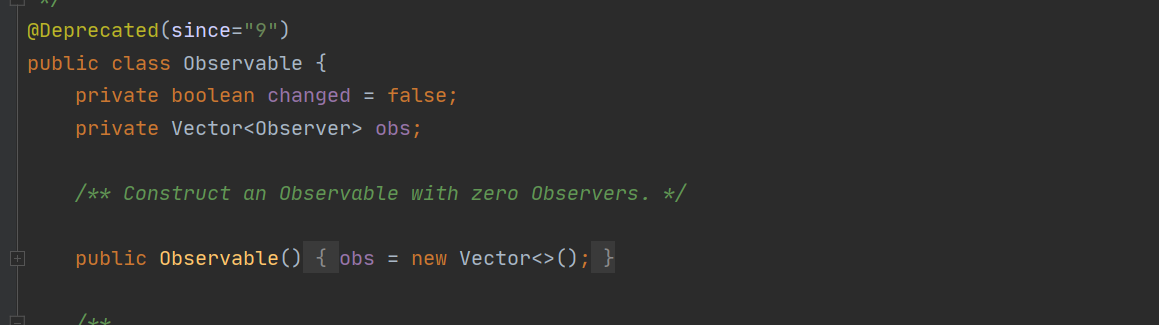 */
@Deprecated(since="9")
public class Observable {
    private boolean changed = false;
    private Vector<Observer> obs;
    /** Construct an Observable with zero Observers. */
    public Observable() { obs = new Vector<>(); }
    /**